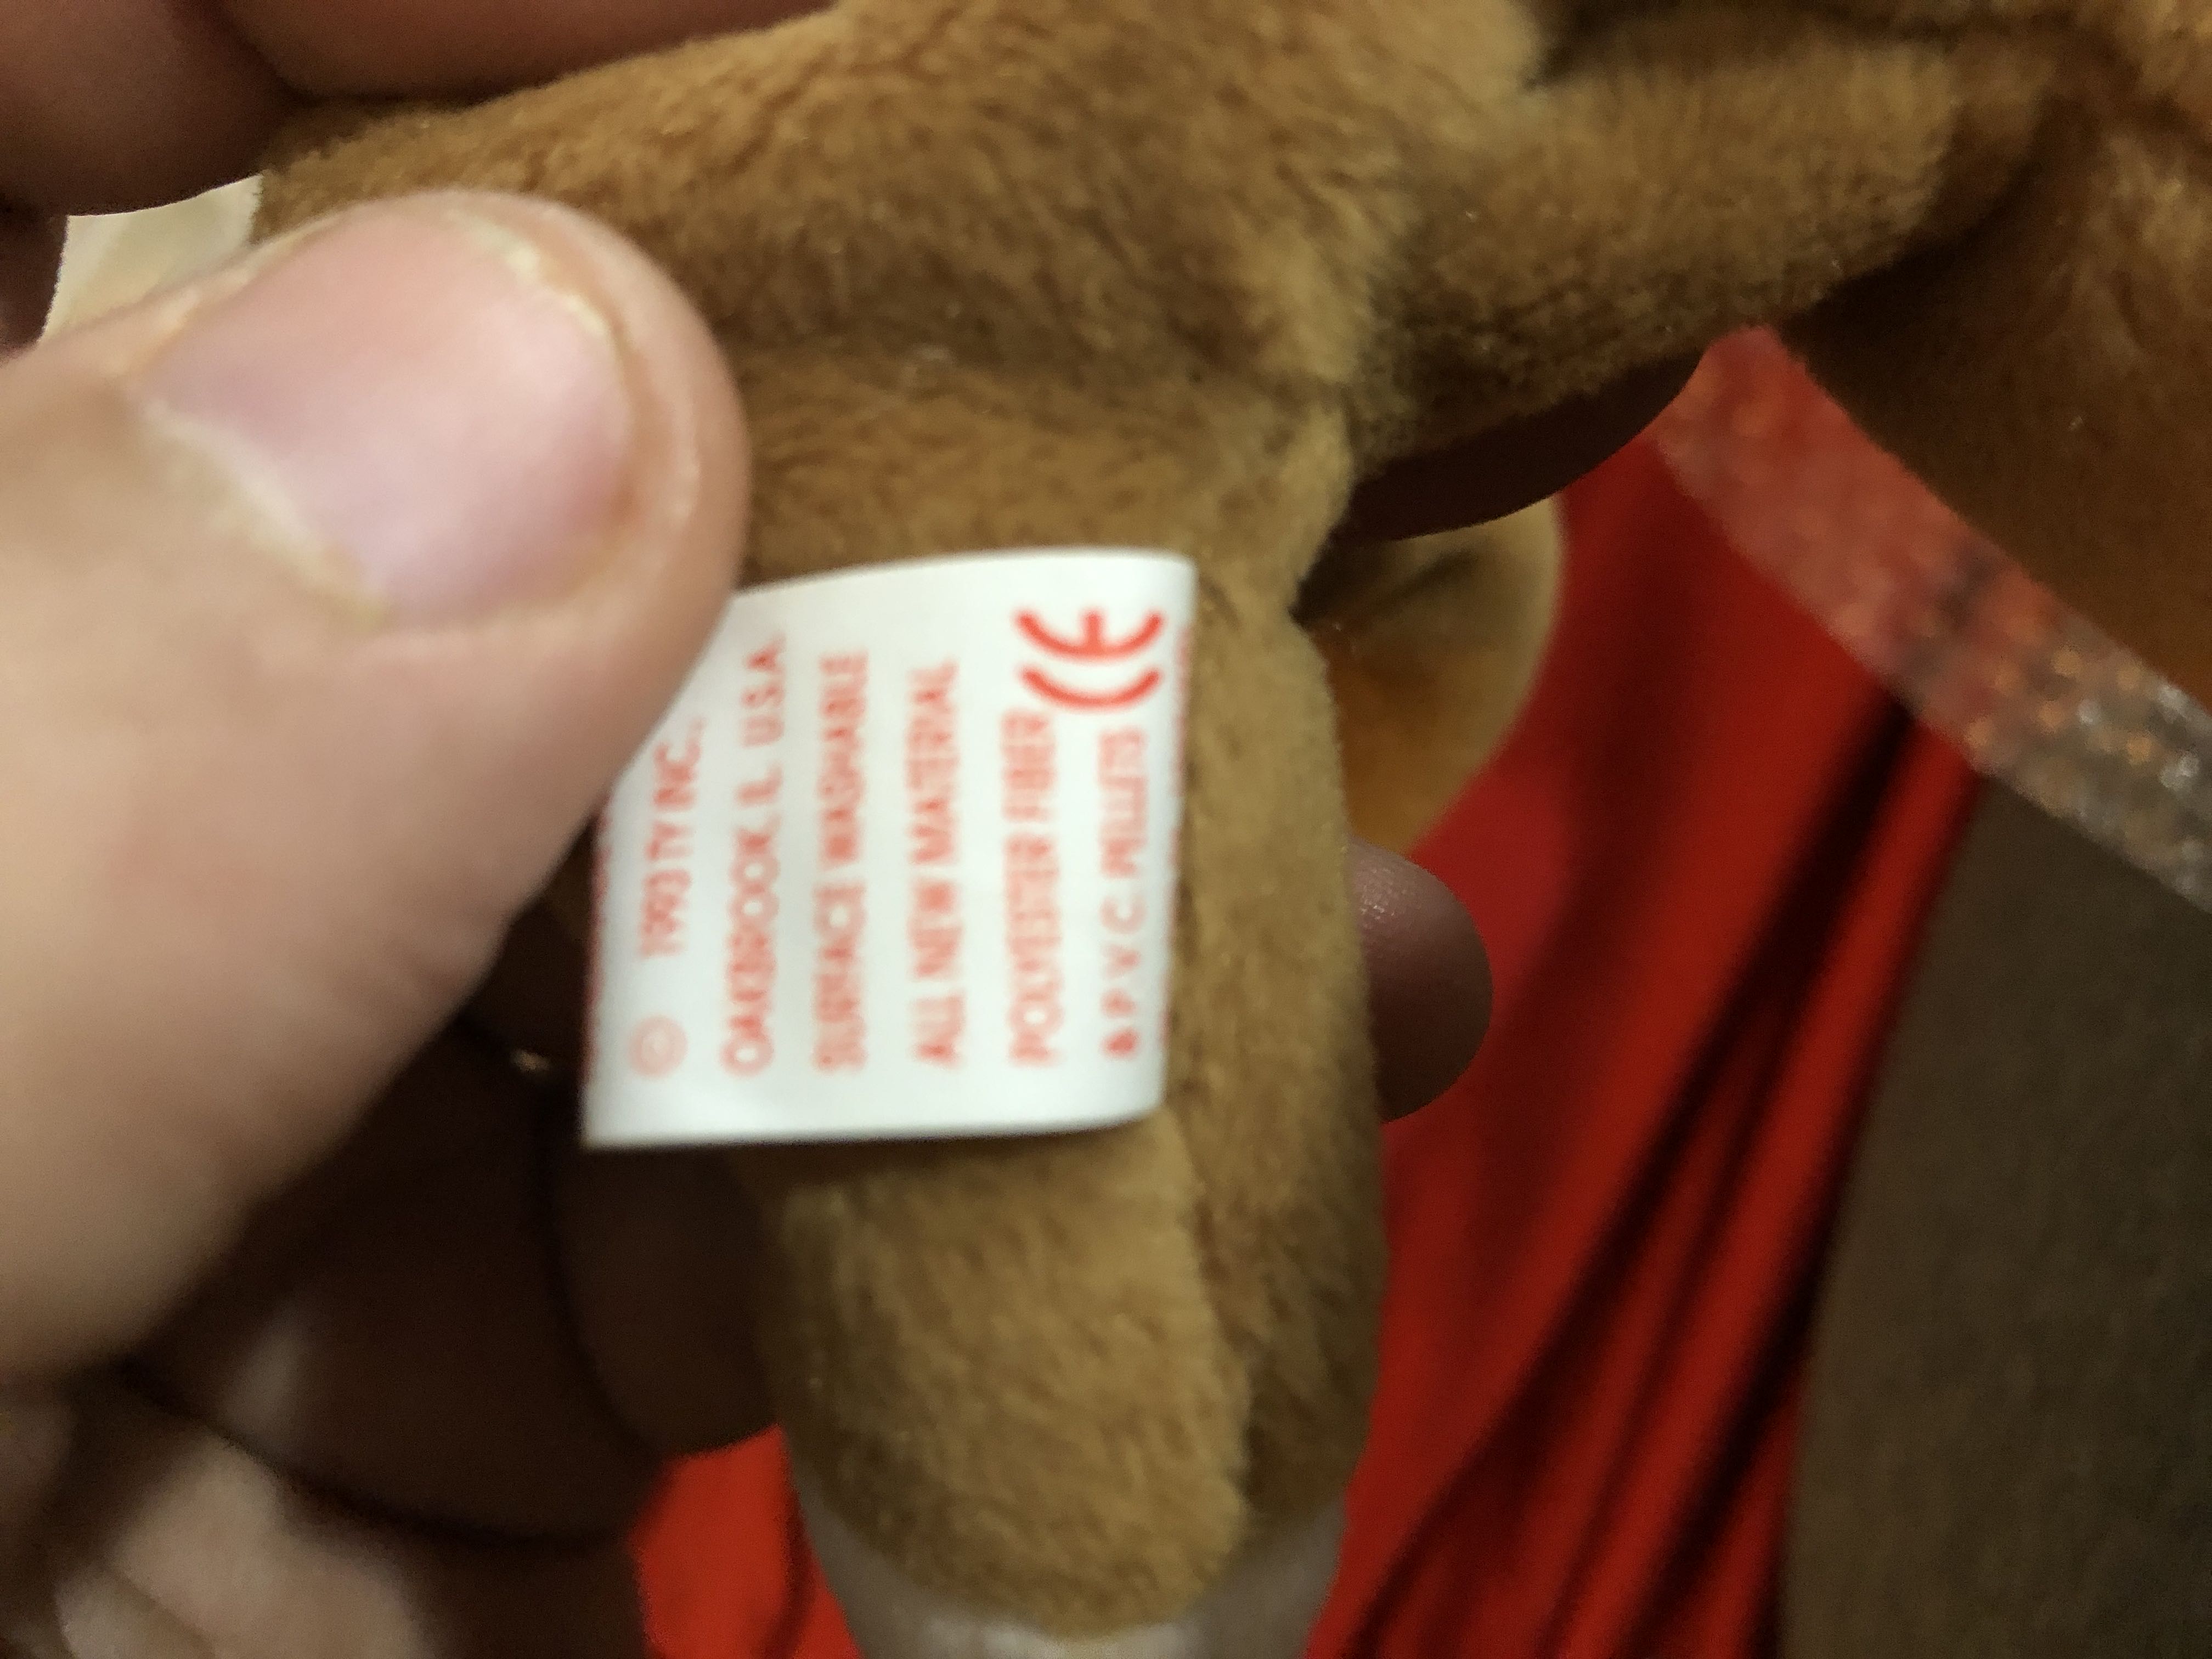 © 1993 TY INC.,
OAKBROOK, IL U.S.A.
SURFACE WASHABLE
ALL NEW MATERIAL
POLYESTER FIBER
& P.V.C. PELLETS CE